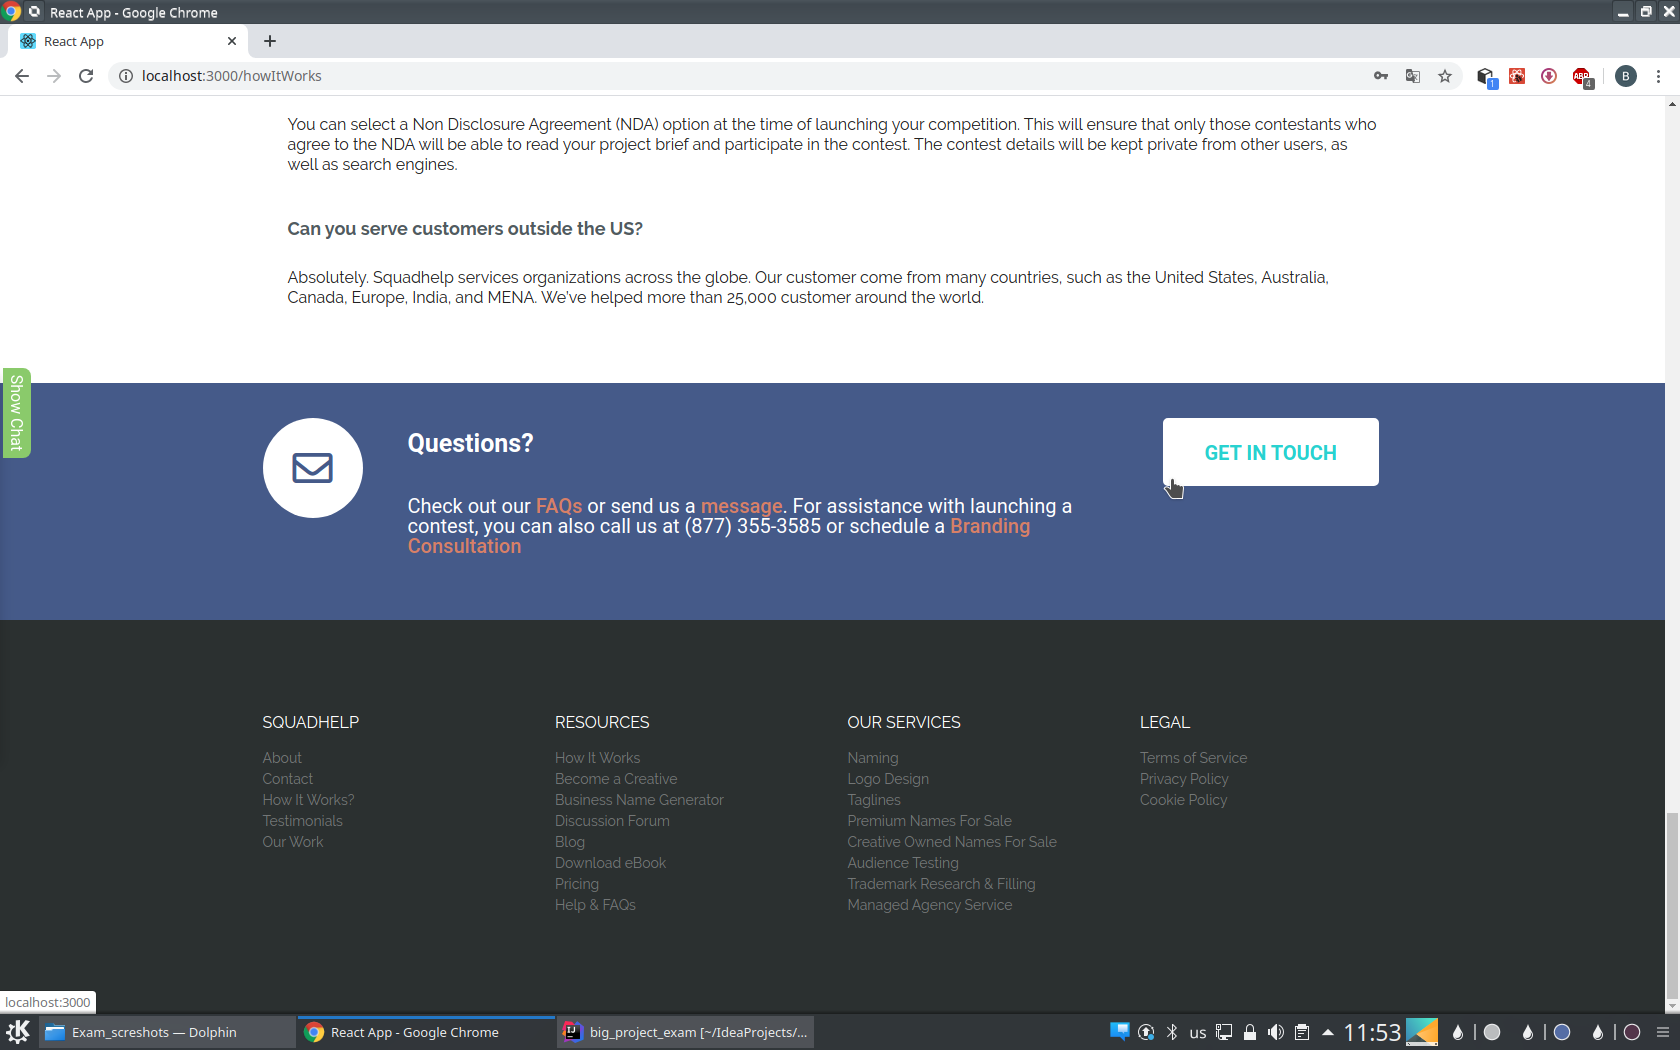 React App - Google Chrome
React App
localhost:3000/howItWorks
1
ABP
4
B
You can select a Non Disclosure Agreement (NDA) option at the time of launching your competition. This will ensure that only those contestants who
agree to the NDA will be able to read your project brief and participate in the contest. The contest details will be kept private from other users, as
well as search engines.
Can you serve customers outside the US?
Absolutely. Squadhelp services organizations across the globe. Our customer come from many countries, such as the United States, Australia,
Canada, Europe, India, and MENA. We've helped more than 25,000 customer around the world.
Show Chat
Questions?
GET IN TOUCH
Check out our FAQs or send us a message. For assistance with launching a
contest, you can also call us at (877) 355-3585 or schedule a Branding
Consultation
SQUADHELP
About
Contact
How It Works?
Testimonials
Our Work
RESOURCES
How It Works
Become a Creative
Business Name Generator
Discussion Forum
Blog
Download eBook
Pricing
Help & FAQs
OUR SERVICES
Naming
Logo Design
Taglines
Premium Names For Sale
Creative Owned Names For Sale
Audience Testing
Trademark Research & Filling
Managed Agency Service
LEGAL
Terms of Service
Privacy Policy
Cookie Policy
localhost:3000
Exam_screshots — Dolphin
React App - Google Chrome
IJ
big_project_exam [~/IdeaProjects/...
us
11:53